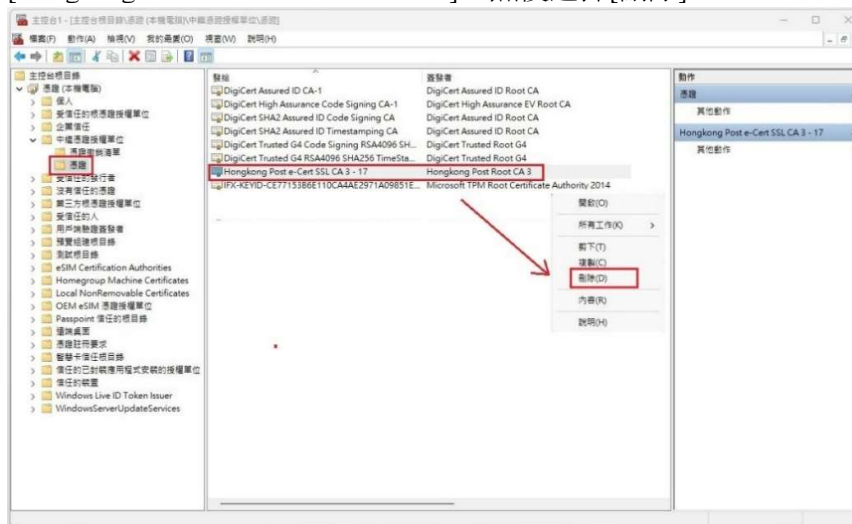 主控台1 - [主控台根目錄\憑證 (本機電腦)\中繼憑證授權單位\憑證]
檔案(F) 動作(A) 檢視(V) 我的最愛(O) 視窗(W) 說明(H)
主控台根目錄
憑證 (本機電腦)
個人
受信任的根憑證授權單位
企業信任
中繼憑證授權單位
憑證撤銷清單
憑證
受信任的發行者
沒有信任的憑證
第三方根憑證授權單位
受信任的人
用戶端驗證簽發者
預覽組建根目錄
測試根目錄
eSIM Certification Authorities
Homegroup Machine Certificates
Local NonRemovable Certificates
OEM eSIM 憑證授權單位
Passpoint 信任的根目錄
遠端桌面
憑證註冊要求
智慧卡信任根目錄
信任的已封裝應用程式安裝的授權單位
信任的裝置
Windows Live ID Token Issuer
WindowsServerUpdateServices
發給 簽發者
DigiCert Assured ID CA-1 DigiCert Assured ID Root CA
DigiCert High Assurance Code Signing CA-1 DigiCert High Assurance EV Root CA
DigiCert SHA2 Assured ID Code Signing CA DigiCert Assured ID Root CA
DigiCert SHA2 Assured ID Timestamping CA DigiCert Assured ID Root CA
DigiCert Trusted G4 Code Signing RSA4096 SH... DigiCert Trusted Root G4
DigiCert Trusted G4 RSA4096 SHA256 TimeSta... DigiCert Trusted Root G4
Hongkong Post e-Cert SSL CA 3 - 17 Hongkong Post Root CA 3
IFX-KEYID-CE77153B6E110CA4AE2971A09851E... Microsoft TPM Root Certificate Authority 2014
開啟(O)
所有工作(K)
剪下(T)
複製(C)
刪除(D)
內容(R)
說明(H)
動作
憑證
其他動作
Hongkong Post e-Cert SSL CA 3 - 17
其他動作